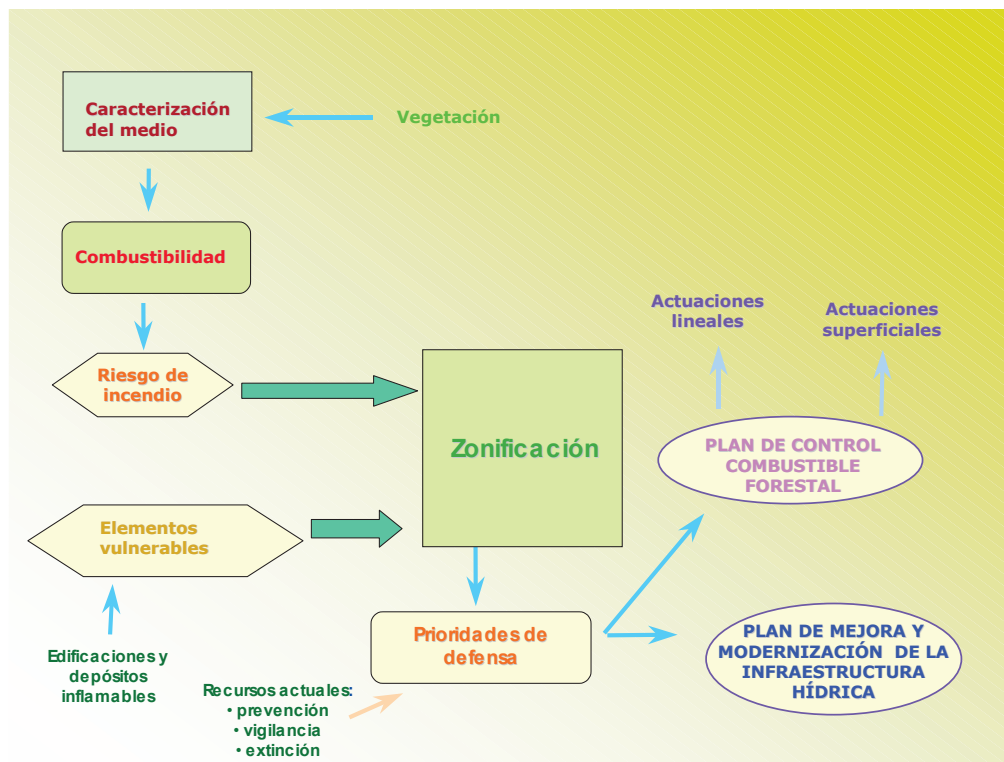 Caracterización
del medio
Vegetación
Combustibilidad
Actuaciones
lineales
Actuaciones
superficiales
Riesgo de
incendio
Zonificación
PLAN DE CONTROL
COMBUSTIBLE
FORESTAL
Elementos
vulnerables
Prioridades de
defensa
PLAN DE MEJORA Y
MODERNIZACIÓN DE LA
INFRAESTRUCTURA
HÍDRICA
Edificaciones y
depósitos
inflamables
Recursos actuales:
• prevención
• vigilancia
• extinción